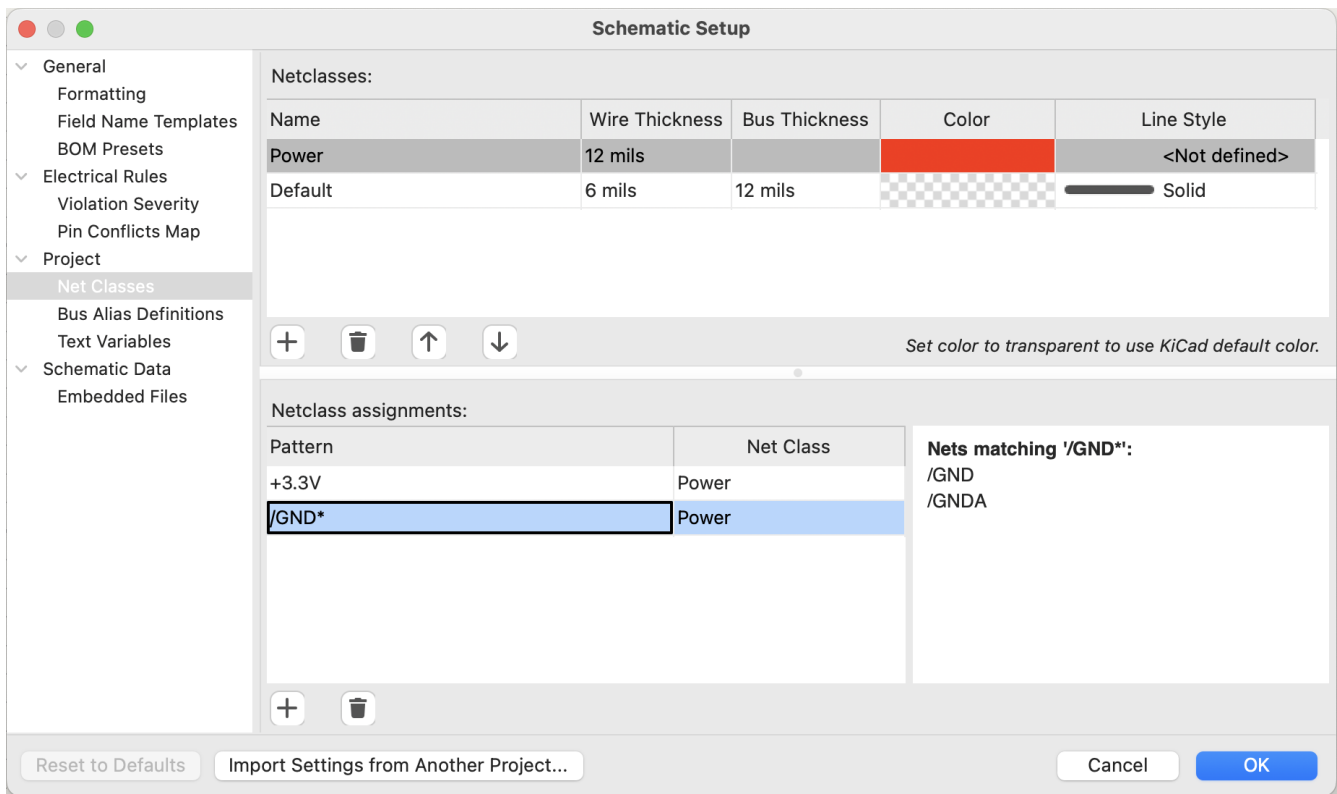 Schematic Setup
General
Formatting
Field Name Templates
BOM Presets
Electrical Rules
Violation Severity
Pin Conflicts Map
Project
Net Classes
Bus Alias Definitions
Text Variables
Schematic Data
Embedded Files
Netclasses:
Name Wire Thickness Bus Thickness Color Line Style
Power 12 mils <Not defined>
Default 6 mils 12 mils Solid
Set color to transparent to use KiCad default color.
Netclass assignments:
Pattern Net Class
+3.3V Power
/GND* Power
Nets matching '/GND*':
/GND
/GNDA
Reset to Defaults Import Settings from Another Project... Cancel OK